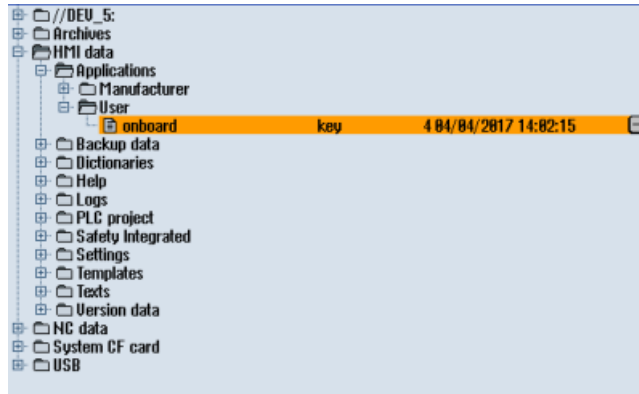 //DEV_5:
Archives
HMI data
Applications
Manufacturer
User
onboard key 4 04/04/2017 14:02:15
Backup data
Dictionaries
Help
Logs
PLC project
Safety Integrated
Settings
Templates
Texts
Version data
NC data
System CF card
USB